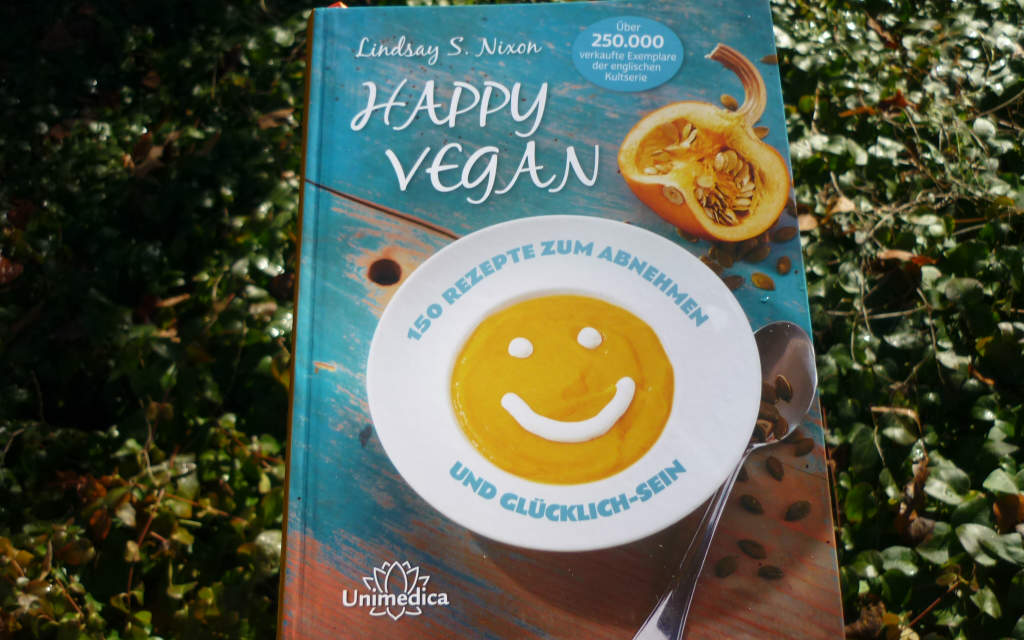 Lindsay S. Nixon
Über
250.000
verkaufte Exemplare
der englischen
Kultserie
HAPPY
VEGAN
150 REZEPTE ZUM ABNEHMEN
UND GLÜCKLICH-SEIN
Unimedica